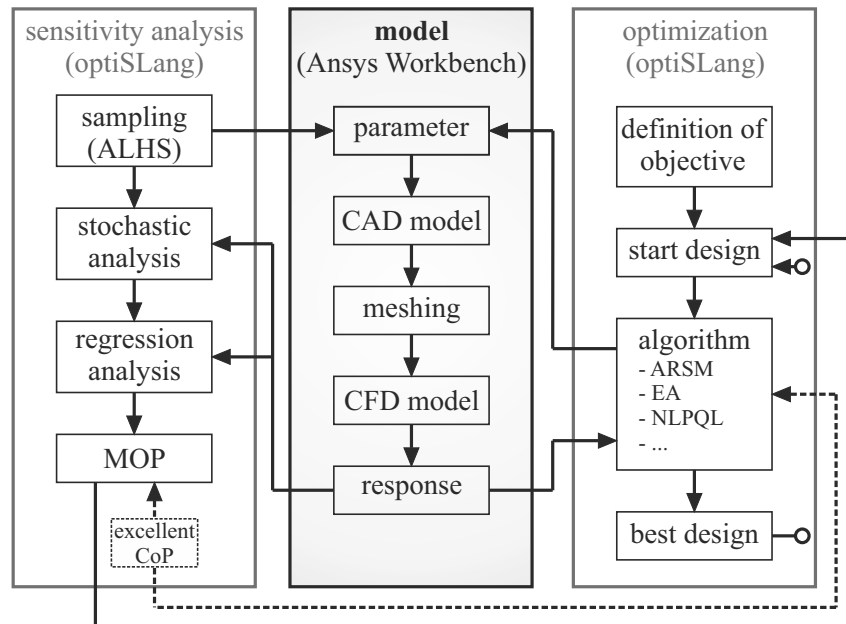 sensitivity analysis
(optiSLang)
sampling
(ALHS)
stochastic
analysis
regression
analysis
MOP
excellent
CoP
model
(Ansys Workbench)
parameter
CAD model
meshing
CFD model
response
optimization
(optiSLang)
definition of
objective
start design
algorithm
- ARSM
- EA
- NLPQL
- ...
best design